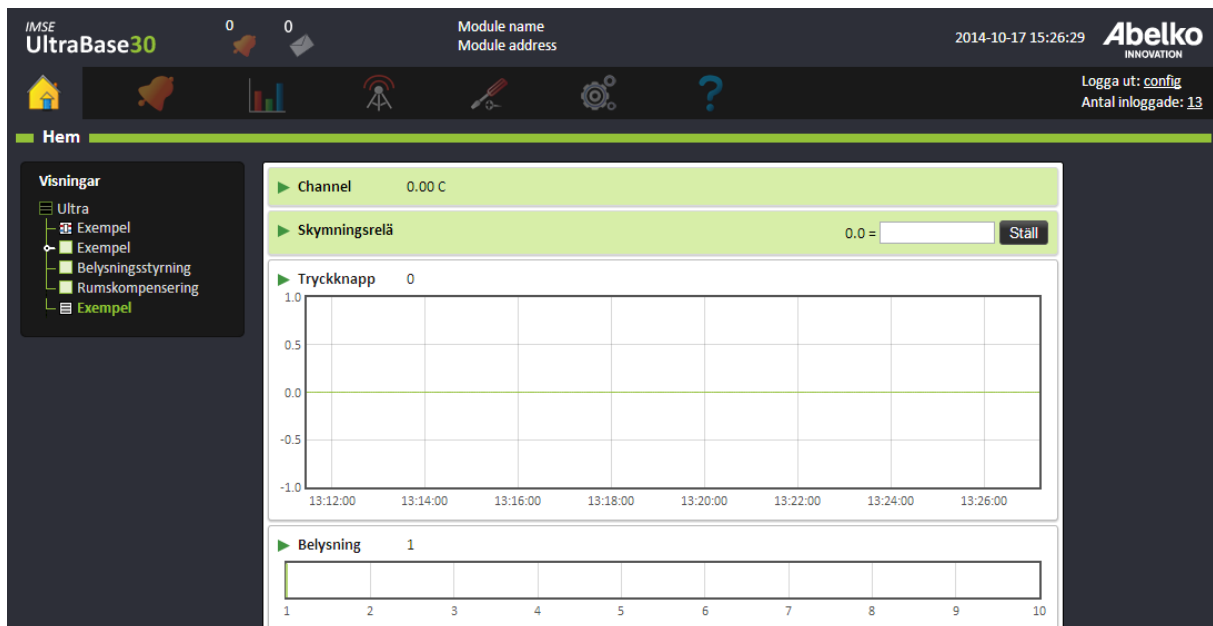 IMSE
UltraBase30
0
0
Module name
Module address
2014-10-17 15:26:29
Abelko
INNOVATION
?
Logga ut: config
Antal inloggade: 13
Hem
Visningar
Ultra
Exempel
Exempel
Belysningsstyrning
Rumskompensering
Exempel
Channel 0.00 C
Skymningsrelä 0.0 = Ställ
Tryckknapp 0
1.0
0.5
0.0
-0.5
-1.0
13:12:00 13:14:00 13:16:00 13:18:00 13:20:00 13:22:00 13:24:00 13:26:00
Belysning 1
1 2 3 4 5 6 7 8 9 10